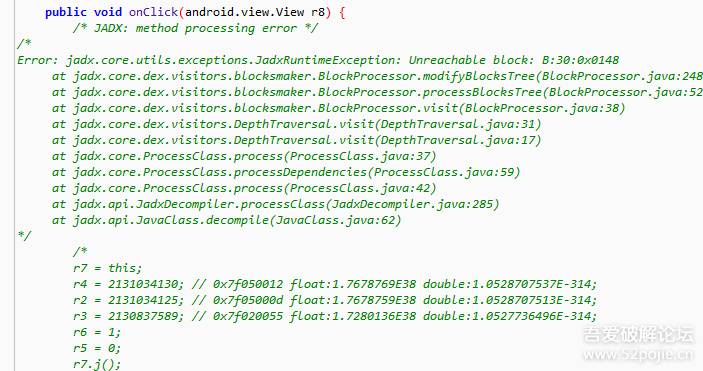 public void onClick(android.view.View r8) {
/* JADX: method processing error */
/*
Error: jadx.core.utils.exceptions.JadxRuntimeException: Unreachable block: B:30:0x0148
at jadx.core.dex.visitors.blocksmaker.BlockProcessor.modifyBlocksTree(BlockProcessor.java:248
at jadx.core.dex.visitors.blocksmaker.BlockProcessor.processBlocksTree(BlockProcessor.java:52
at jadx.core.dex.visitors.blocksmaker.BlockProcessor.visit(BlockProcessor.java:38)
at jadx.core.dex.visitors.DepthTraversal.visit(DepthTraversal.java:31)
at jadx.core.dex.visitors.DepthTraversal.visit(DepthTraversal.java:17)
at jadx.core.ProcessClass.process(ProcessClass.java:37)
at jadx.core.ProcessClass.processDependencies(ProcessClass.java:59)
at jadx.core.ProcessClass.process(ProcessClass.java:42)
at jadx.api.JadxDecompiler.processClass(JadxDecompiler.java:285)
at jadx.api.JavaClass.decompile(JavaClass.java:62)
*/
/*
r7 = this;
r4 = 2131034130; // 0x7f050012 float:1.7678769E38 double:1.0528707537E-314;
r2 = 2131034125; // 0x7f05000d float:1.7678759E38 double:1.0528707513E-314;
r3 = 2130837589; // 0x7f020055 float:1.7280136E38 double:1.0527736496E-314;
r6 = 1;
r5 = 0;
r7.j();
吾爱破解论坛
www.52pojie.cn